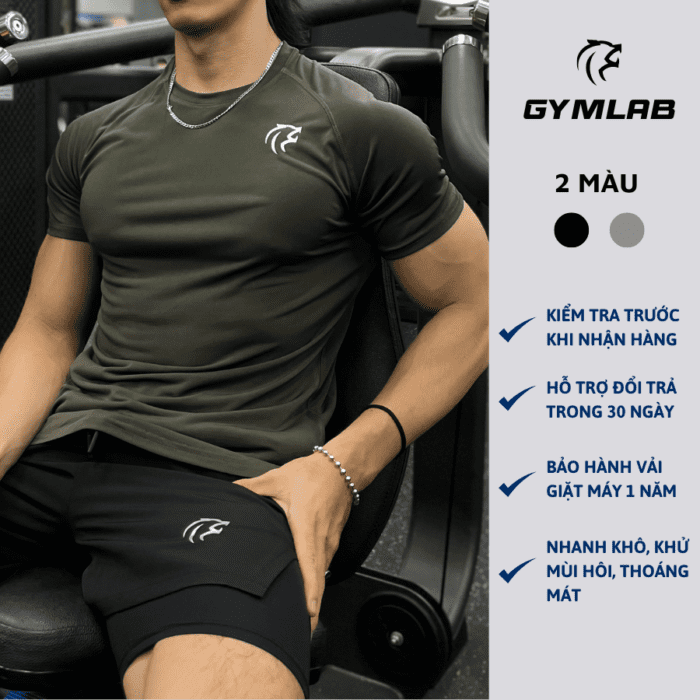 GYMLAB
2 MÀU
KIỂM TRA TRƯỚC
KHI NHẬN HÀNG
HỖ TRỢ ĐỔI TRẢ
TRONG 30 NGÀY
BẢO HÀNH VẢI
GIẶT MÁY 1 NĂM
NHANH KHÔ, KHỬ
MÙI HÔI, THOÁNG
MÁT